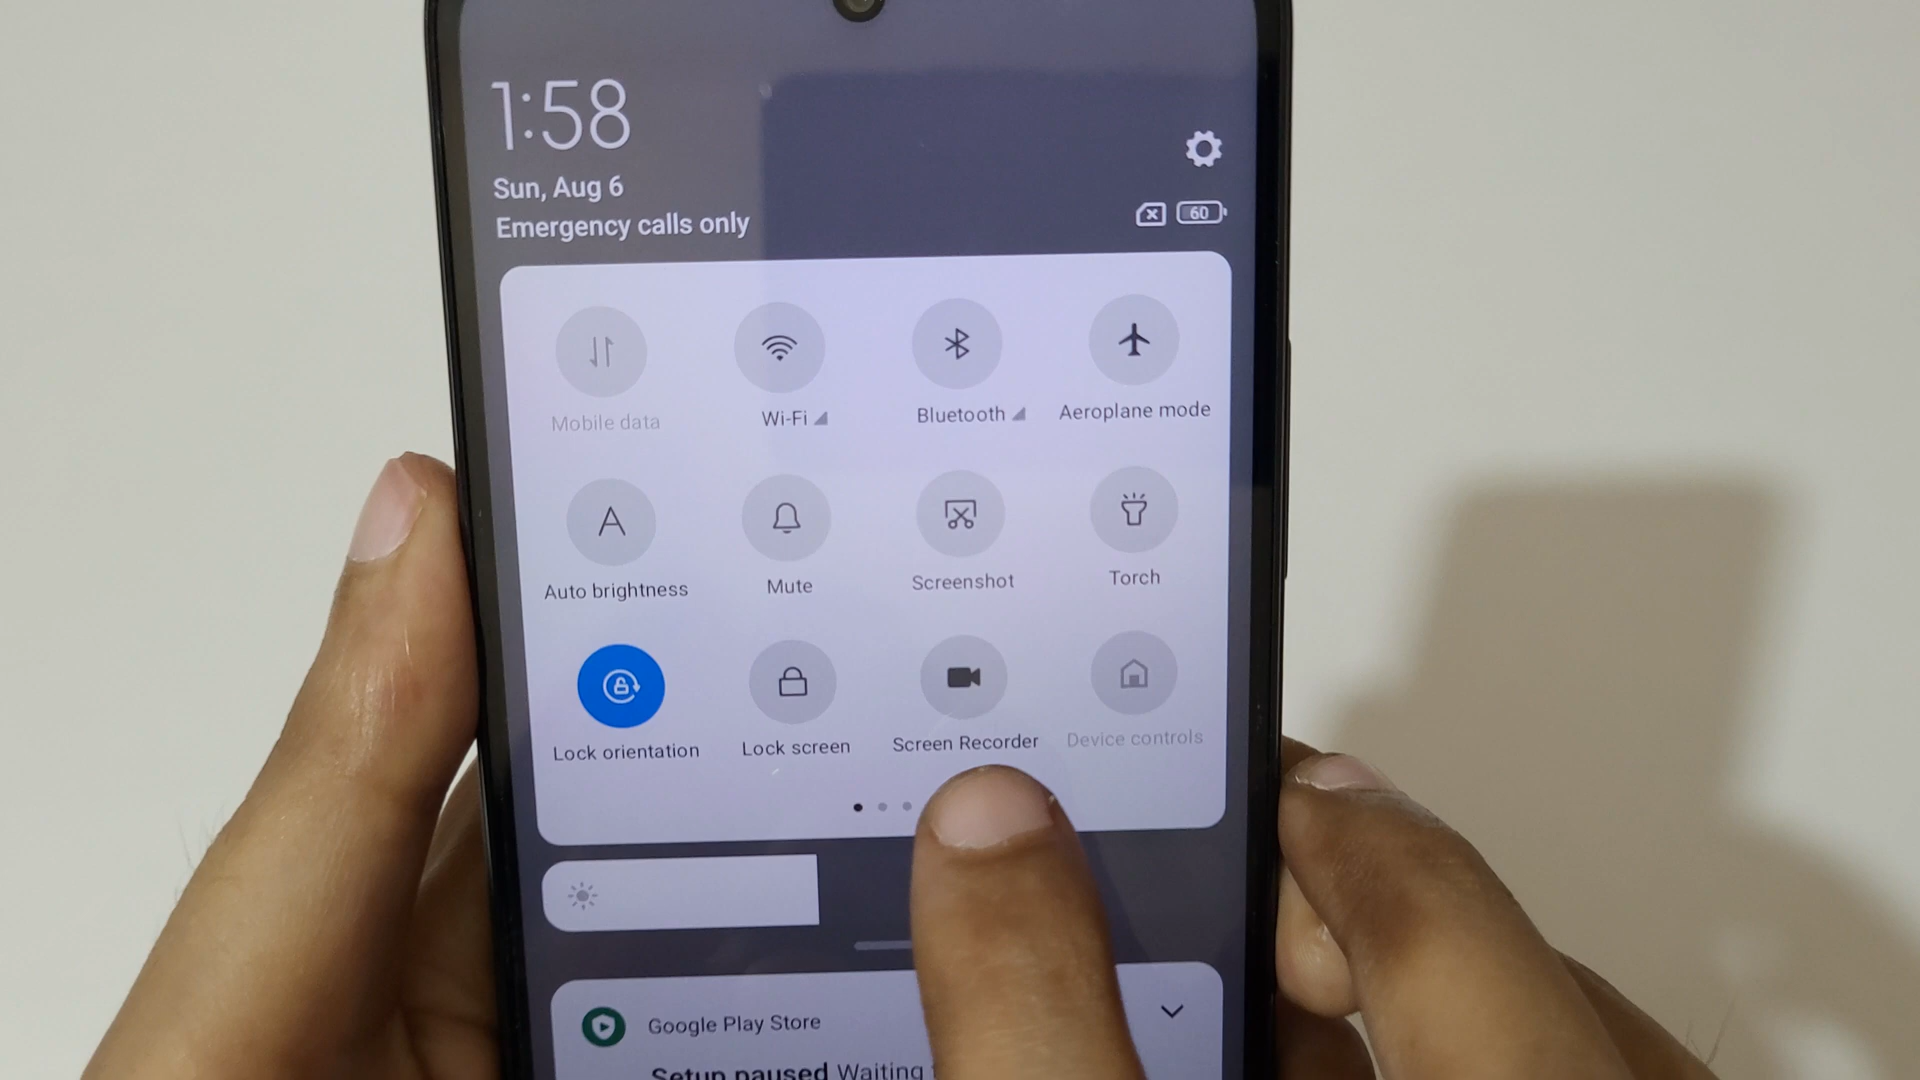 1:58
Sun, Aug 6
Emergency calls only
60
Mobile data
Wi-Fi
Bluetooth
Aeroplane mode
A
Auto brightness
Mute
Screenshot
Torch
Lock orientation
Lock screen
Screen Recorder
Device controls
Google Play Store
Setup paused Waiting